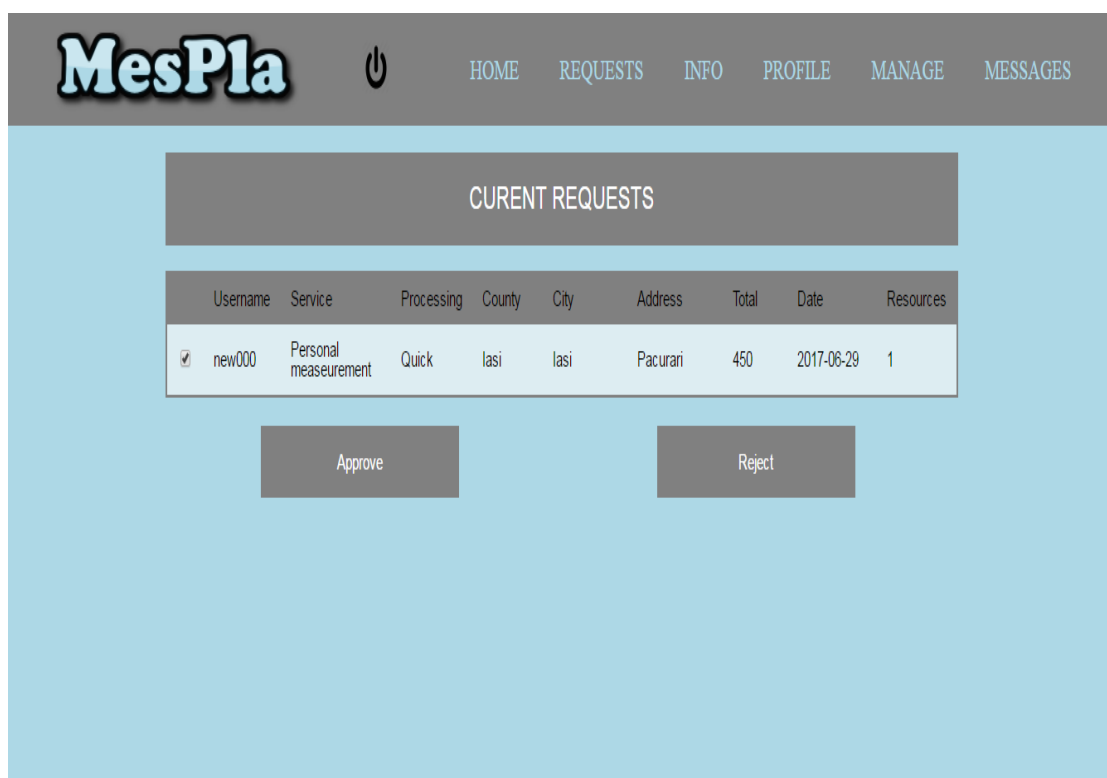 MesPla HOME REQUESTS INFO PROFILE MANAGE MESSAGES
CURENT REQUESTS
Username Service Processing County City Address Total Date Resources
new000 Personal measeurement Quick Iasi Iasi Pacurari 450 2017-06-29 1
Approve Reject